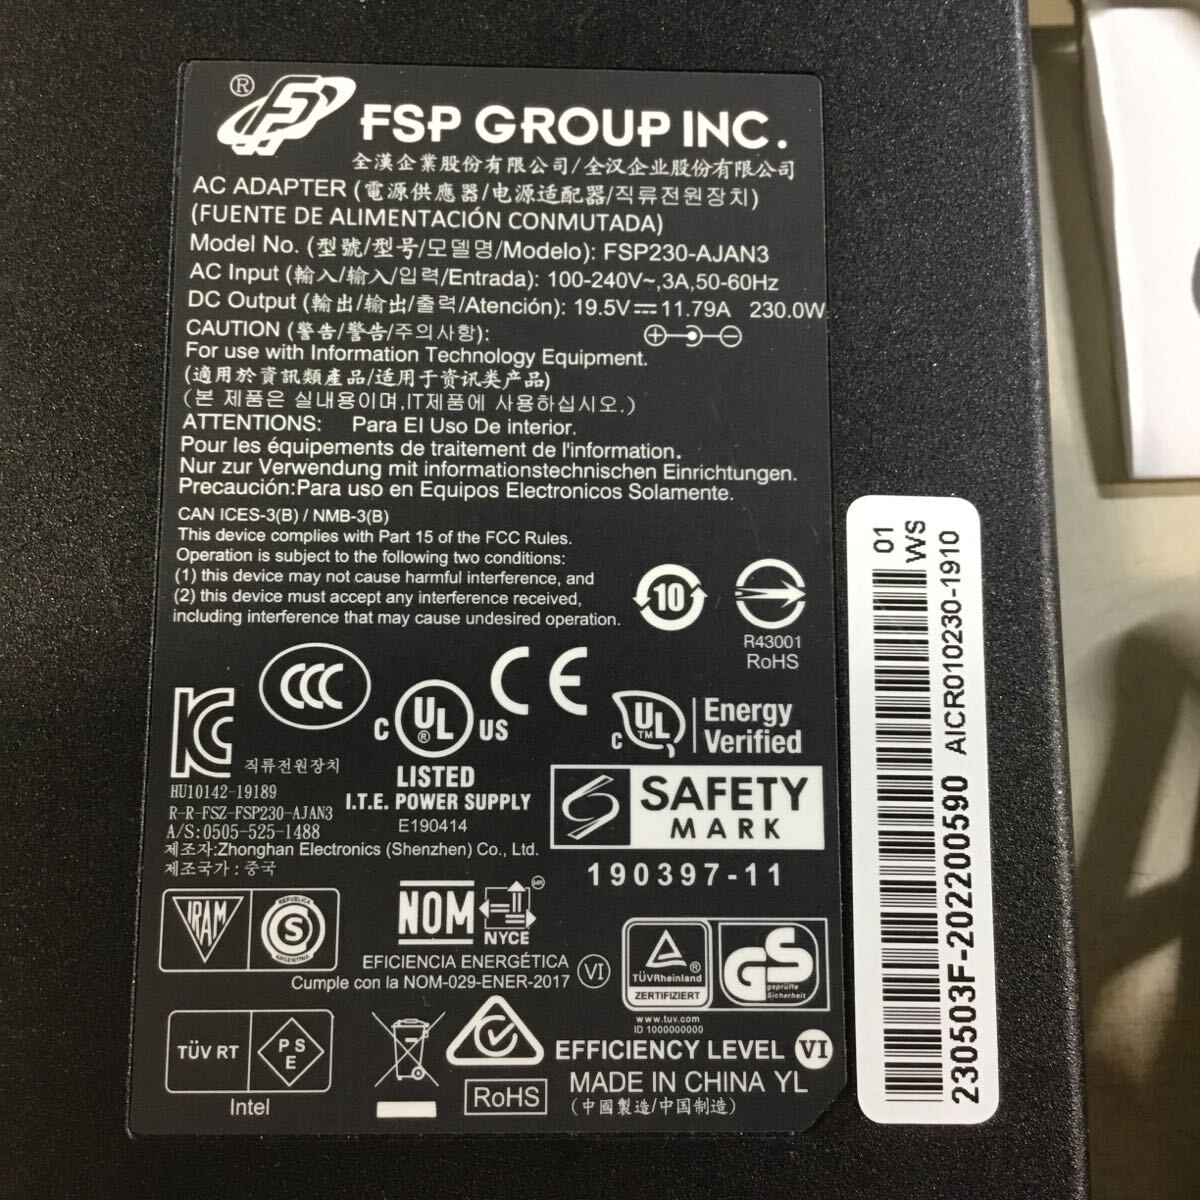 ®
FSP GROUP INC.
全漢企業股份有限公司/全汉企业股份有限公司
AC ADAPTER (電源供應器/电源适配器/직류전원장치)
(FUENTE DE ALIMENTACIÓN CONMUTADA)
Model No. (型號/型号/모델명/Modelo): FSP230-AJAN3
AC Input (輸入/输入/입력/Entrada): 100-240V~,3A,50-60Hz
DC Output (輸出/输出/출력/Atención): 19.5V⎓11.79A 230.0W
CAUTION (警告/警告/주의사항):
For use with Information Technology Equipment.
(適用於資訊類產品/适用于资讯类产品)
(본 제품은 실내용이며,IT제품에 사용하십시오.)
ATTENTIONS: Para El Uso De interior.
Pour les équipements de traitement de l'information.
Nur zur Verwendung mit informationstechnischen Einrichtungen.
Precaución:Para uso en Equipos Electronicos Solamente.
CAN ICES-3(B) / NMB-3(B)
This device complies with Part 15 of the FCC Rules.
Operation is subject to the following two conditions:
(1) this device may not cause harmful interference, and
(2) this device must accept any interference received,
including interference that may cause undesired operation.
10
R43001
RoHS
CCC
CE
C UL ® US
LISTED
I.T.E. POWER SUPPLY
E190414
C UL TM
Energy
Verified
KC
직류전원장치
HU10142-19189
R-R-FSZ-FSP230-AJAN3
A/S:0505-525-1488
제조자:Zhonghan Electronics (Shenzhen) Co., Ltd.
제조국가: 중국
SAFETY
MARK
190397-11
IRAM
REPUBLICA
S
ARGENTINA
NOM
MR
NYCE
EFICIENCIA ENERGÉTICA
Cumple con la NOM-029-ENER-2017
VI
TÜVRheinland ®
ZERTIFIZIERT
GS
geprüfte
Sicherheit
www.tuv.com
ID 1000000000
TÜV RT
PS
E
Intel
RoHS
EFFICIENCY LEVEL VI
MADE IN CHINA YL
(中國製造/中国制造)
01
WS
AICR010230-1910
230503F-2022200590